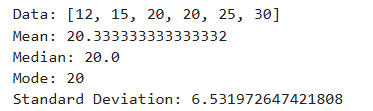 Data: [12, 15, 20, 20, 25, 30]
Mean: 20.333333333333332
Median: 20.0
Mode: 20
Standard Deviation: 6.531972647421808